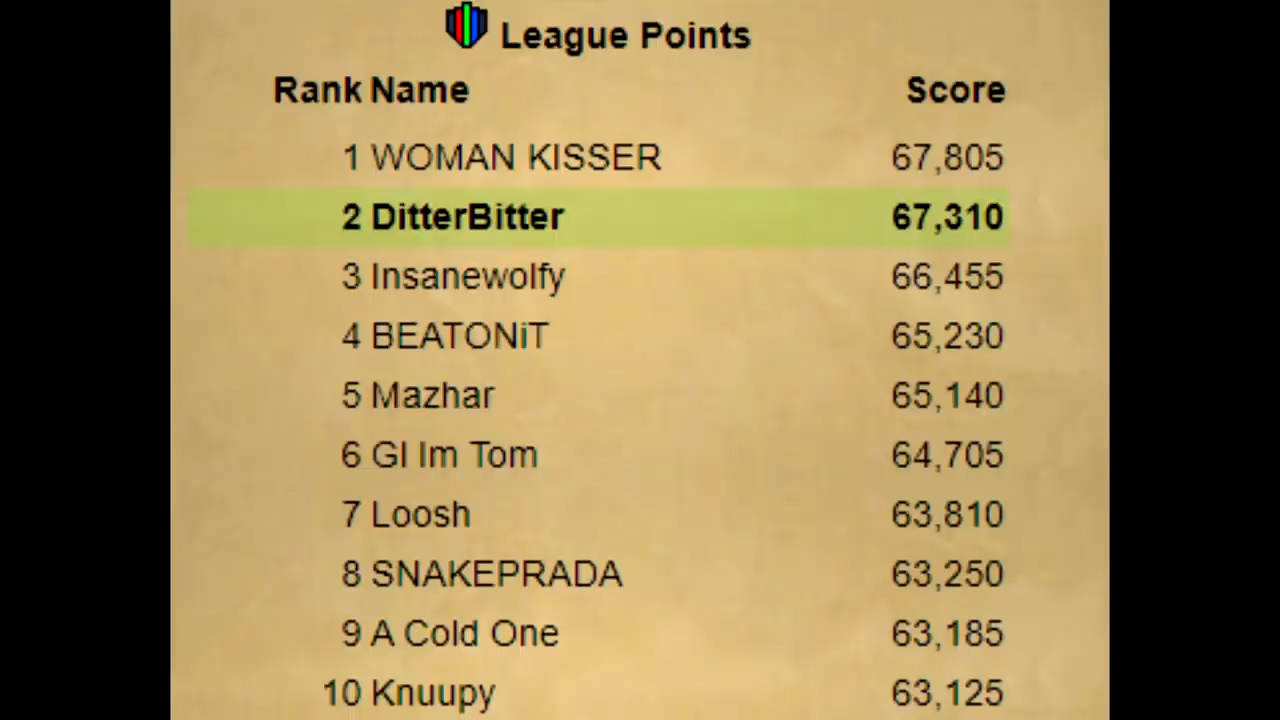 League Points
Rank Name Score
1 WOMAN KISSER 67,805
2 DitterBitter 67,310
3 Insanewolfy 66,455
4 BEATONiT 65,230
5 Mazhar 65,140
6 Gl Im Tom 64,705
7 Loosh 63,810
8 SNAKEPRADA 63,250
9 A Cold One 63,185
10 Knuupy 63,125